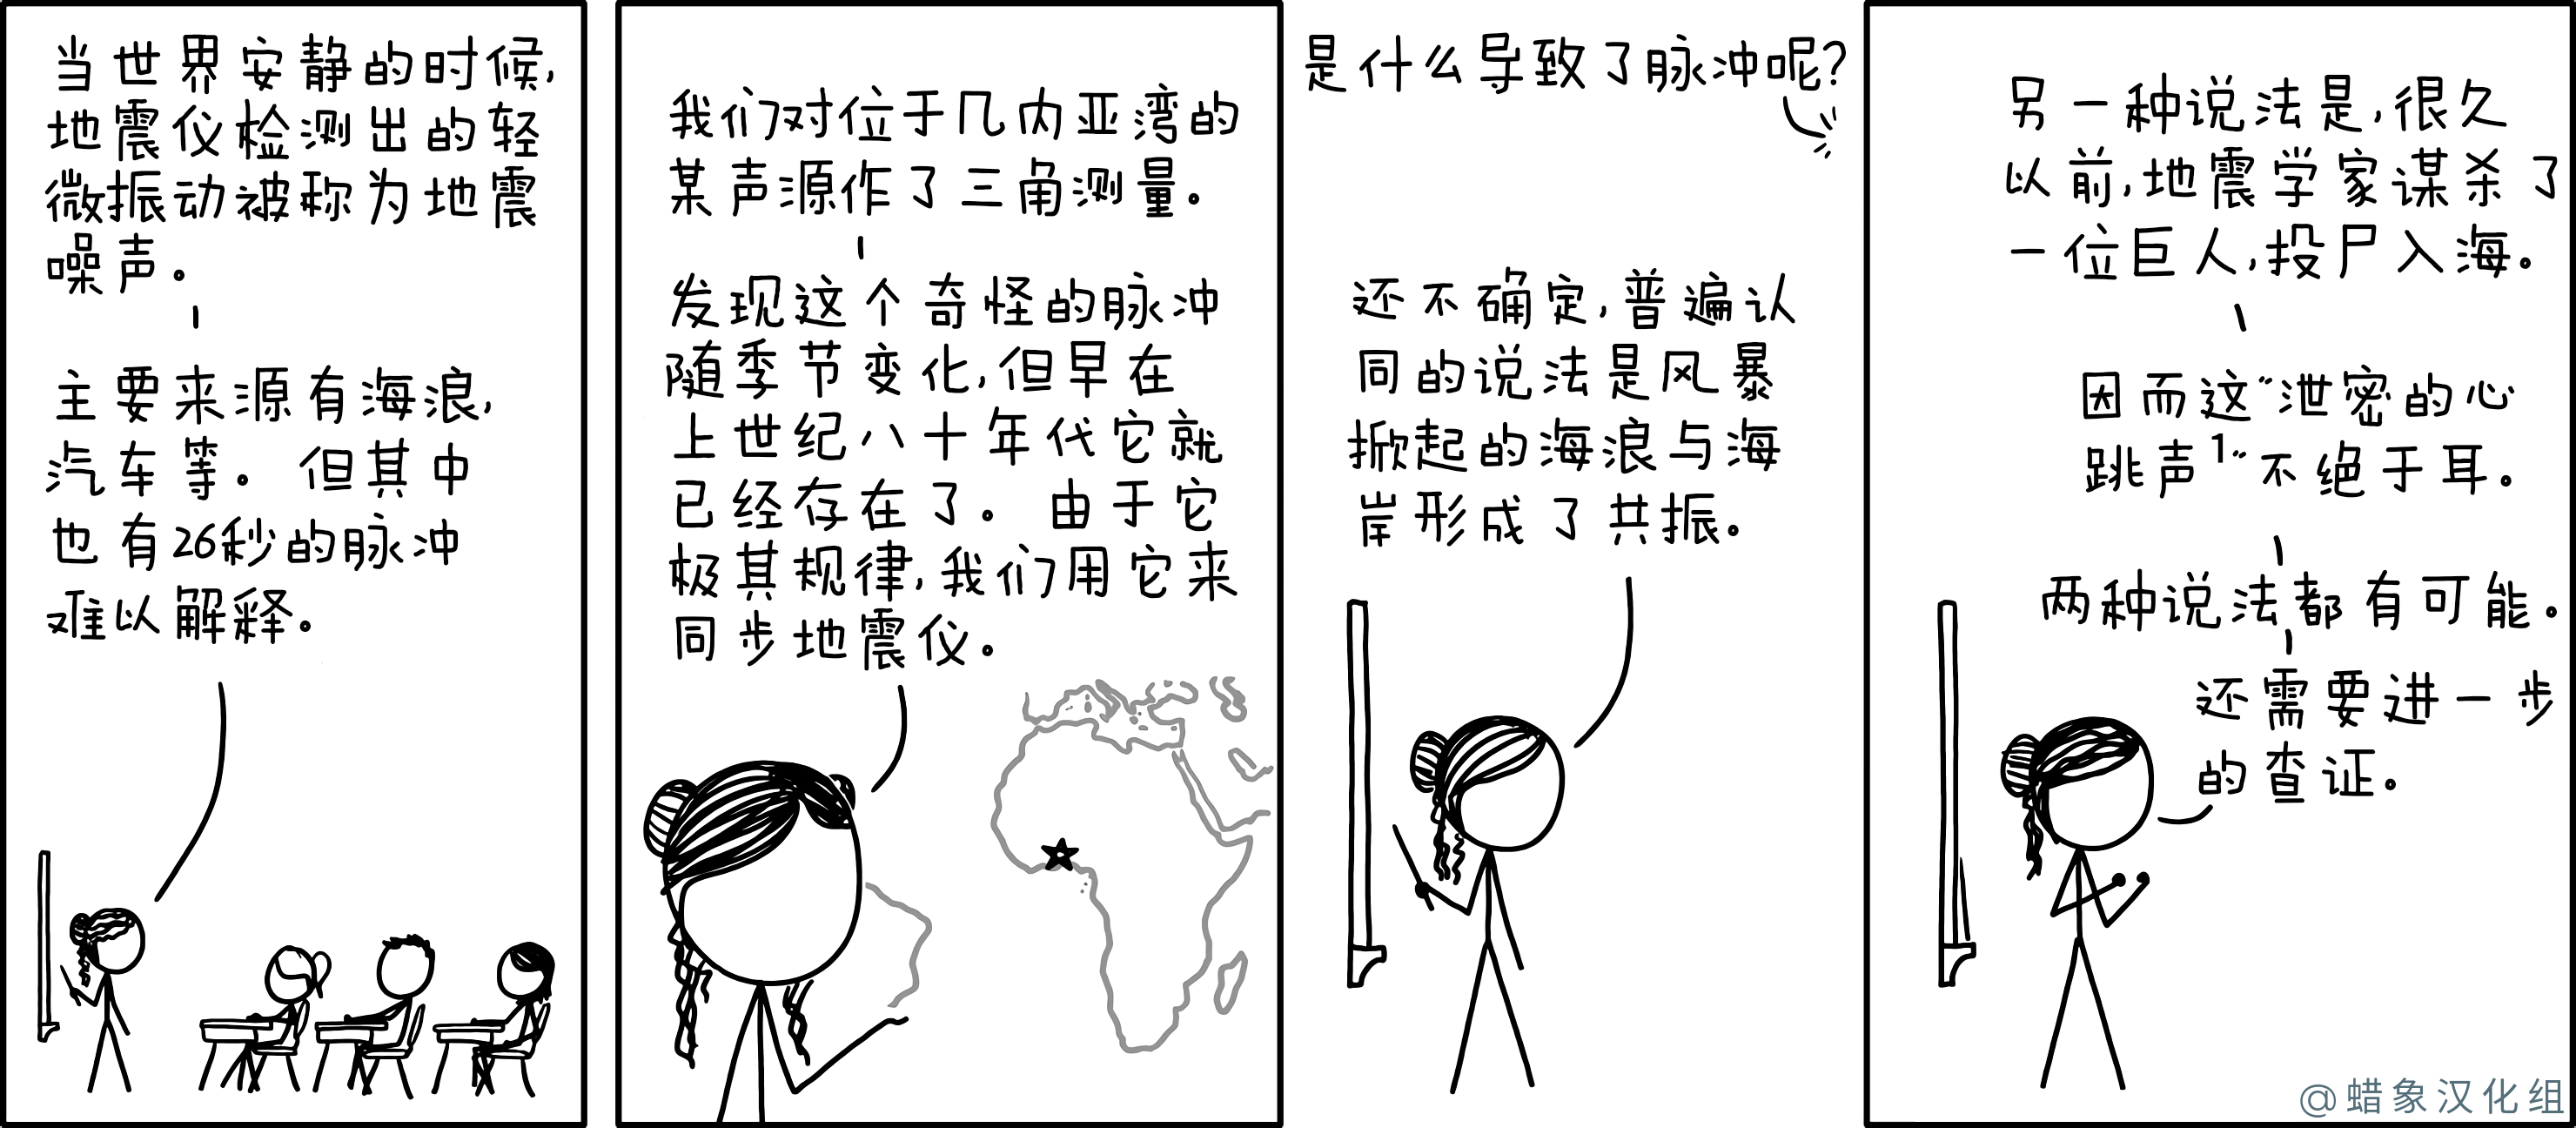 当世界安静的时候,
地震仪检测出的轻
微振动被称为地震
噪声。
主要来源有海浪,
汽车等。但其中
也有26秒的脉冲
难以解释。
我们对位于几内亚湾的
某声源作了三角测量。
发现这个奇怪的脉冲
随季节变化,但早在
上世纪八十年代它就
已经存在了。由于它
极其规律,我们用它来
同步地震仪。
是什么导致了脉冲呢?
还不确定,普遍认
同的说法是风暴
掀起的海浪与海
岸形成了共振。
另一种说法是,很久
以前,地震学家谋杀了
一位巨人,投尸入海。
因而这“泄密的心
跳声1”不绝于耳。
两种说法都有可能。
还需要进一步
的查证。
@蜡象汉化组